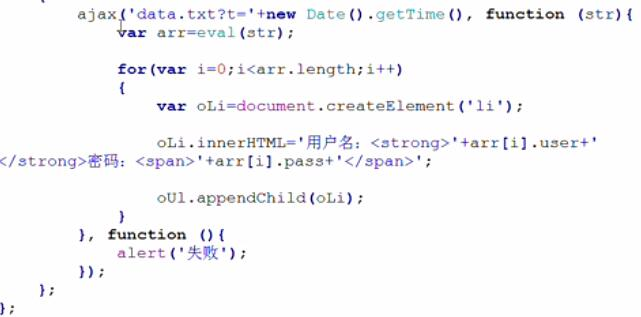 ajax('data.txt?t='+new Date().getTime(), function (str){
var arr=eval(str);
for(var i=0;i<arr.length;i++)
{
var oLi=document.createElement('li');
oLi.innerHTML='用户名：<strong>'+arr[i].user+'
</strong>密码：<span>'+arr[i].pass+'</span>';
oUl.appendChild(oLi);
}
}, function (){
alert('失败');
});
};
};